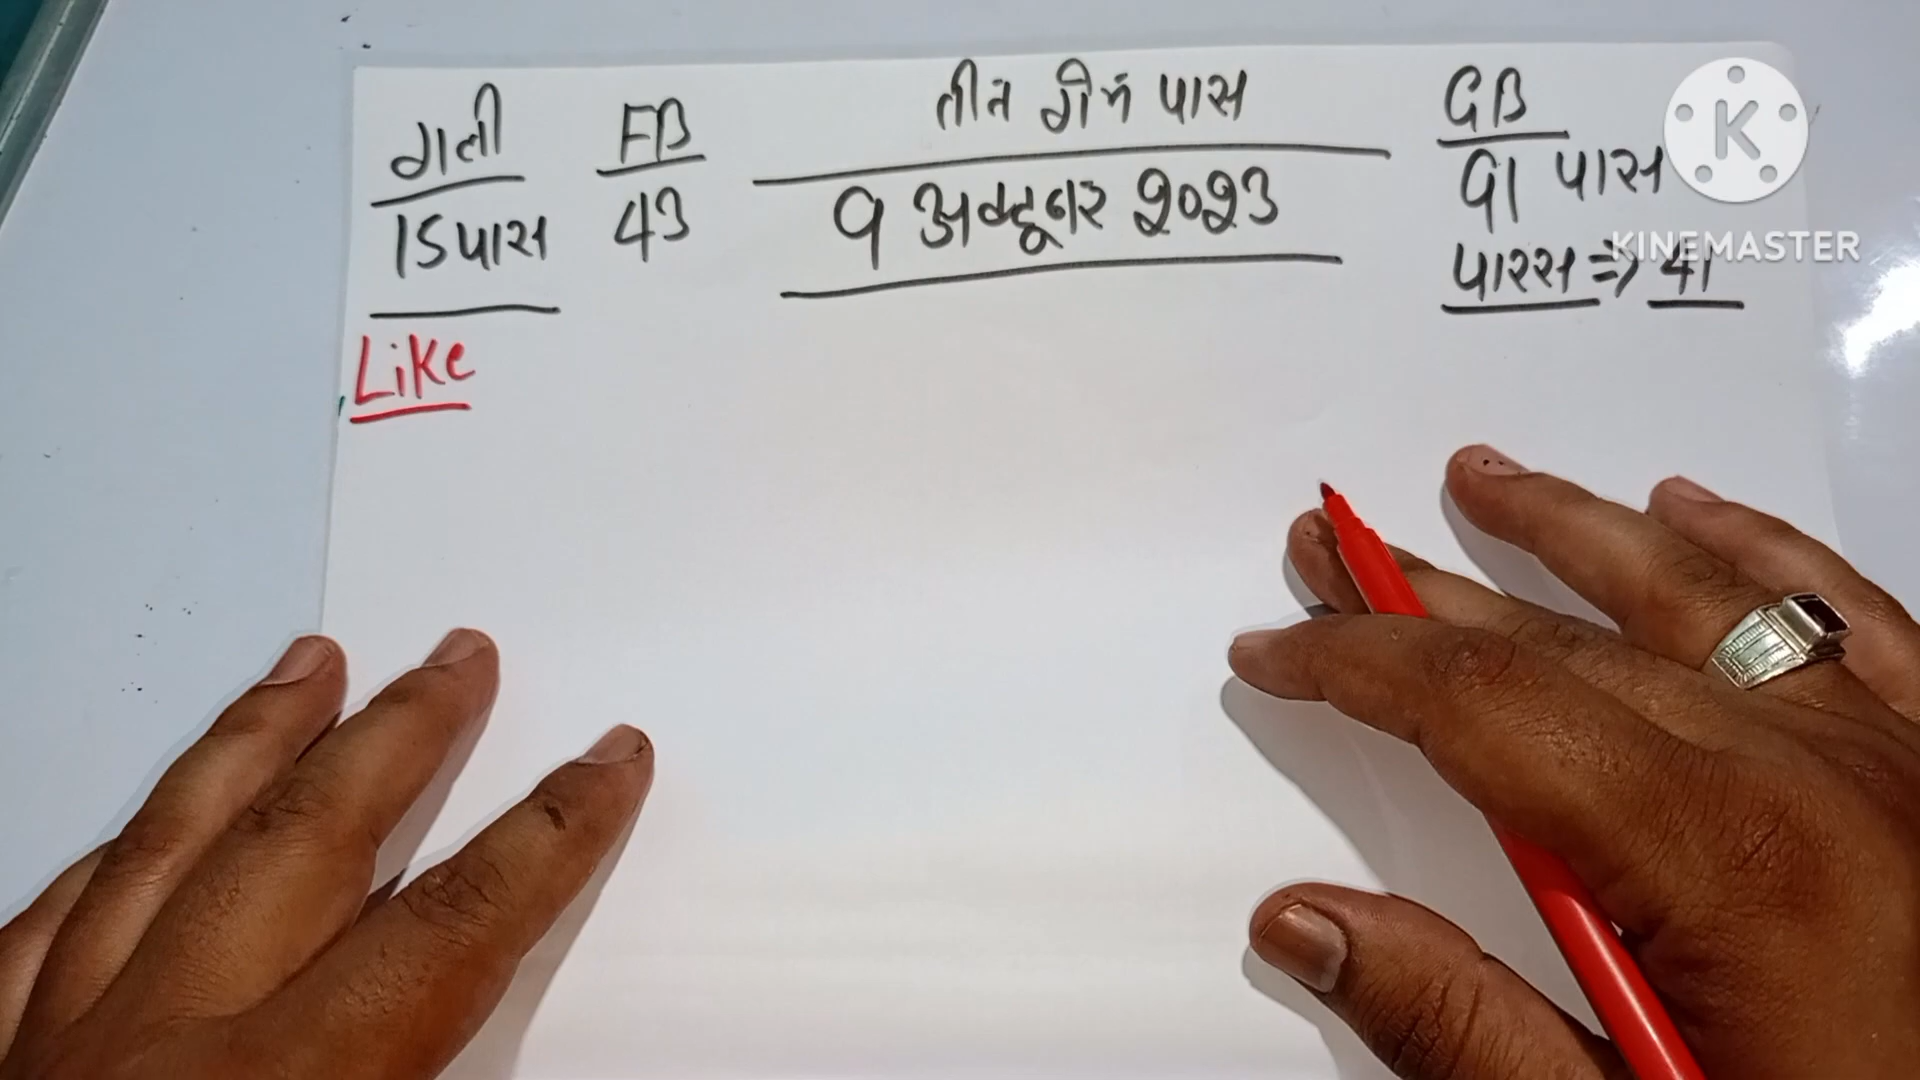 गली
15 पास
FB
43
तीन गेम पास
9 अक्टूबर 2023
GB
91 पास
पारस ⇒ 41
Like
K
KINEMASTER